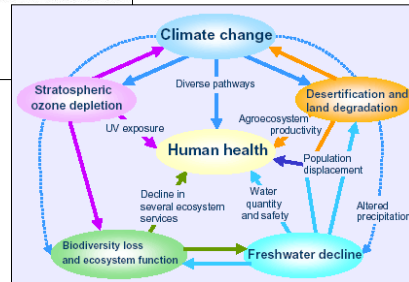 Climate change
Stratospheric
ozone depletion
Diverse pathways
Desertification and
land degradation
UV exposure
Agroecosystem
productivity
Human health
Population
displacement
Decline in
several ecosystem
services
Water
quantity
and safety
Altered
precipitation
Biodiversity loss
and ecosystem function
Freshwater decline